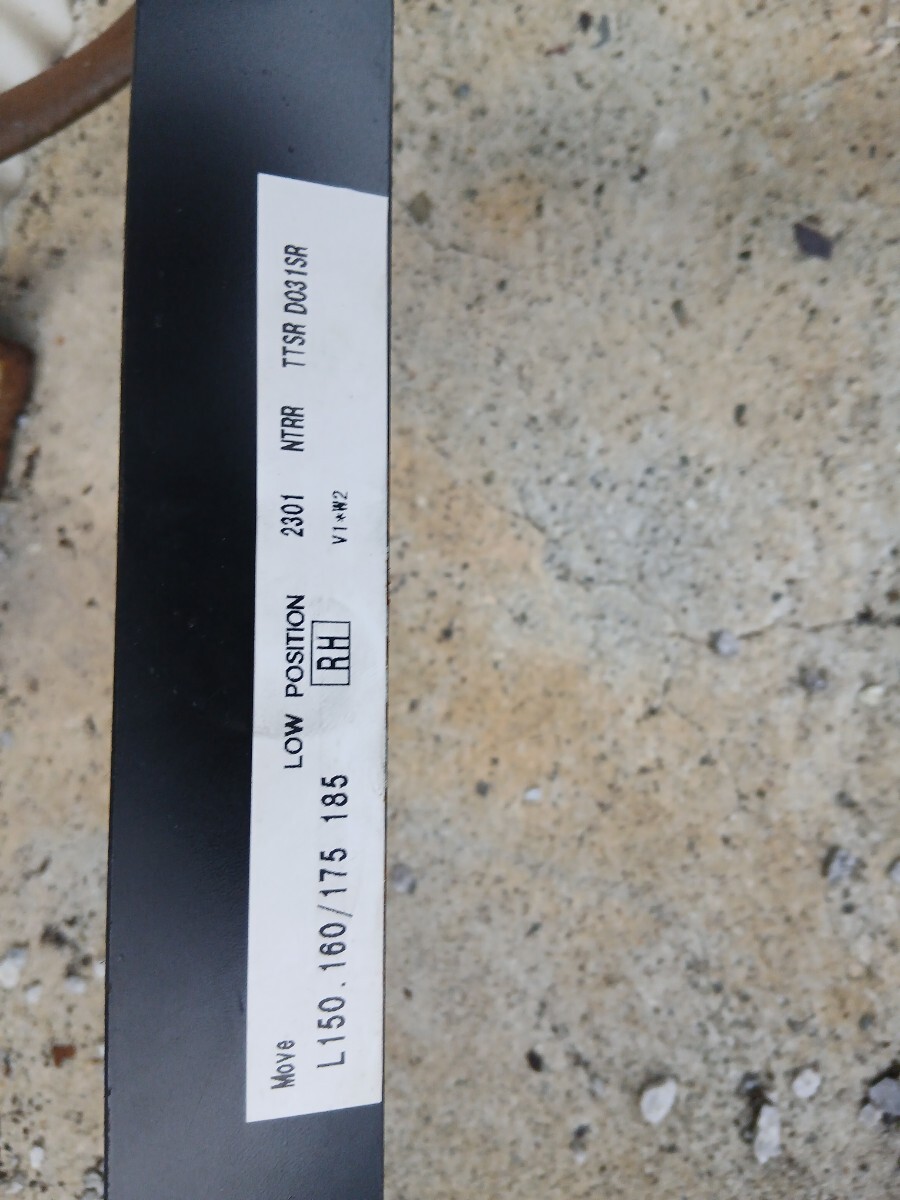 Move LOW POSITION 2301 NTRR TTSR D031SR
L150.160/175 185 RH V1*W2